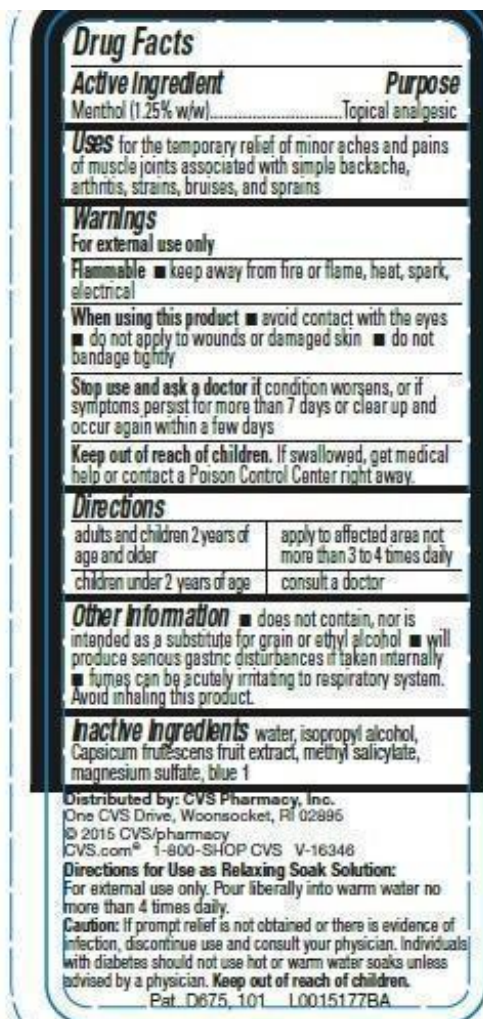 Drug Facts
Active Ingredient Purpose
Menthol (1.25% w/w)..............................Topical analgesic
Uses for the temporary relief of minor aches and pains
of muscle joints associated with simple backache,
arthritis, strains, bruises, and sprains
Warnings
For external use only
Flammable ■ keep away from fire or flame, heat, spark,
electrical
When using this product ■ avoid contact with the eyes
■ do not apply to wounds or damaged skin ■ do not
bandage tightly
Stop use and ask a doctor if condition worsens, or if
symptoms persist for more than 7 days or clear up and
occur again within a few days
Keep out of reach of children. If swallowed, get medical
help or contact a Poison Control Center right away.
Directions
adults and children 2 years of apply to affected area not
age and older more than 3 to 4 times daily
children under 2 years of age consult a doctor
Other Information ■ does not contain, nor is
intended as a substitute for grain or ethyl alcohol ■ will
produce serious gastric disturbances if taken internally
■ fumes can be acutely irritating to respiratory system.
Avoid inhaling this product.
Inactive Ingredients water, isopropyl alcohol,
Capsicum frutescens fruit extract, methyl salicylate,
magnesium sulfate, blue 1
Distributed by: CVS Pharmacy, Inc.
One CVS Drive, Woonsocket, RI 02895
© 2015 CVS/pharmacy
CVS.com® 1-800-SHOP CVS V-16346
Directions for Use as Relaxing Soak Solution:
For external use only. Pour liberally into warm water no
more than 4 times daily.
Caution: If prompt relief is not obtained or there is evidence of
infection, discontinue use and consult your physician. Individuals
with diabetes should not use hot or warm water soaks unless
advised by a physician. Keep out of reach of children.
Pat. D675, 101 L0015177BA